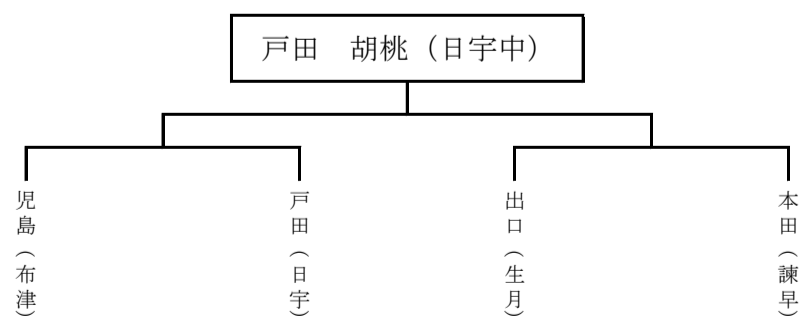 戸田　胡桃（日宇中）
児島（布津）
戸田（日宇）
出口（生月）
本田（諫早）